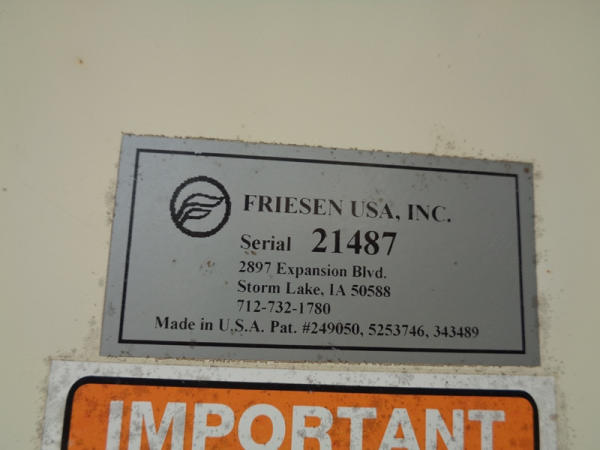 FRIESEN USA, INC.
Serial 21487
2897 Expansion Blvd.
Storm Lake, IA 50588
712-732-1780
Made in U.S.A. Pat. #249050, 5253746, 343489
IMPORTANT